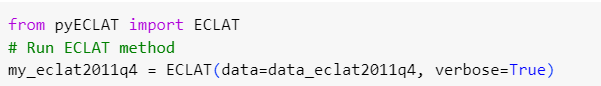 from pyECLAT import ECLAT
# Run ECLAT method
my_eclat2011q4 = ECLAT(data=data_eclat2011q4, verbose=True)